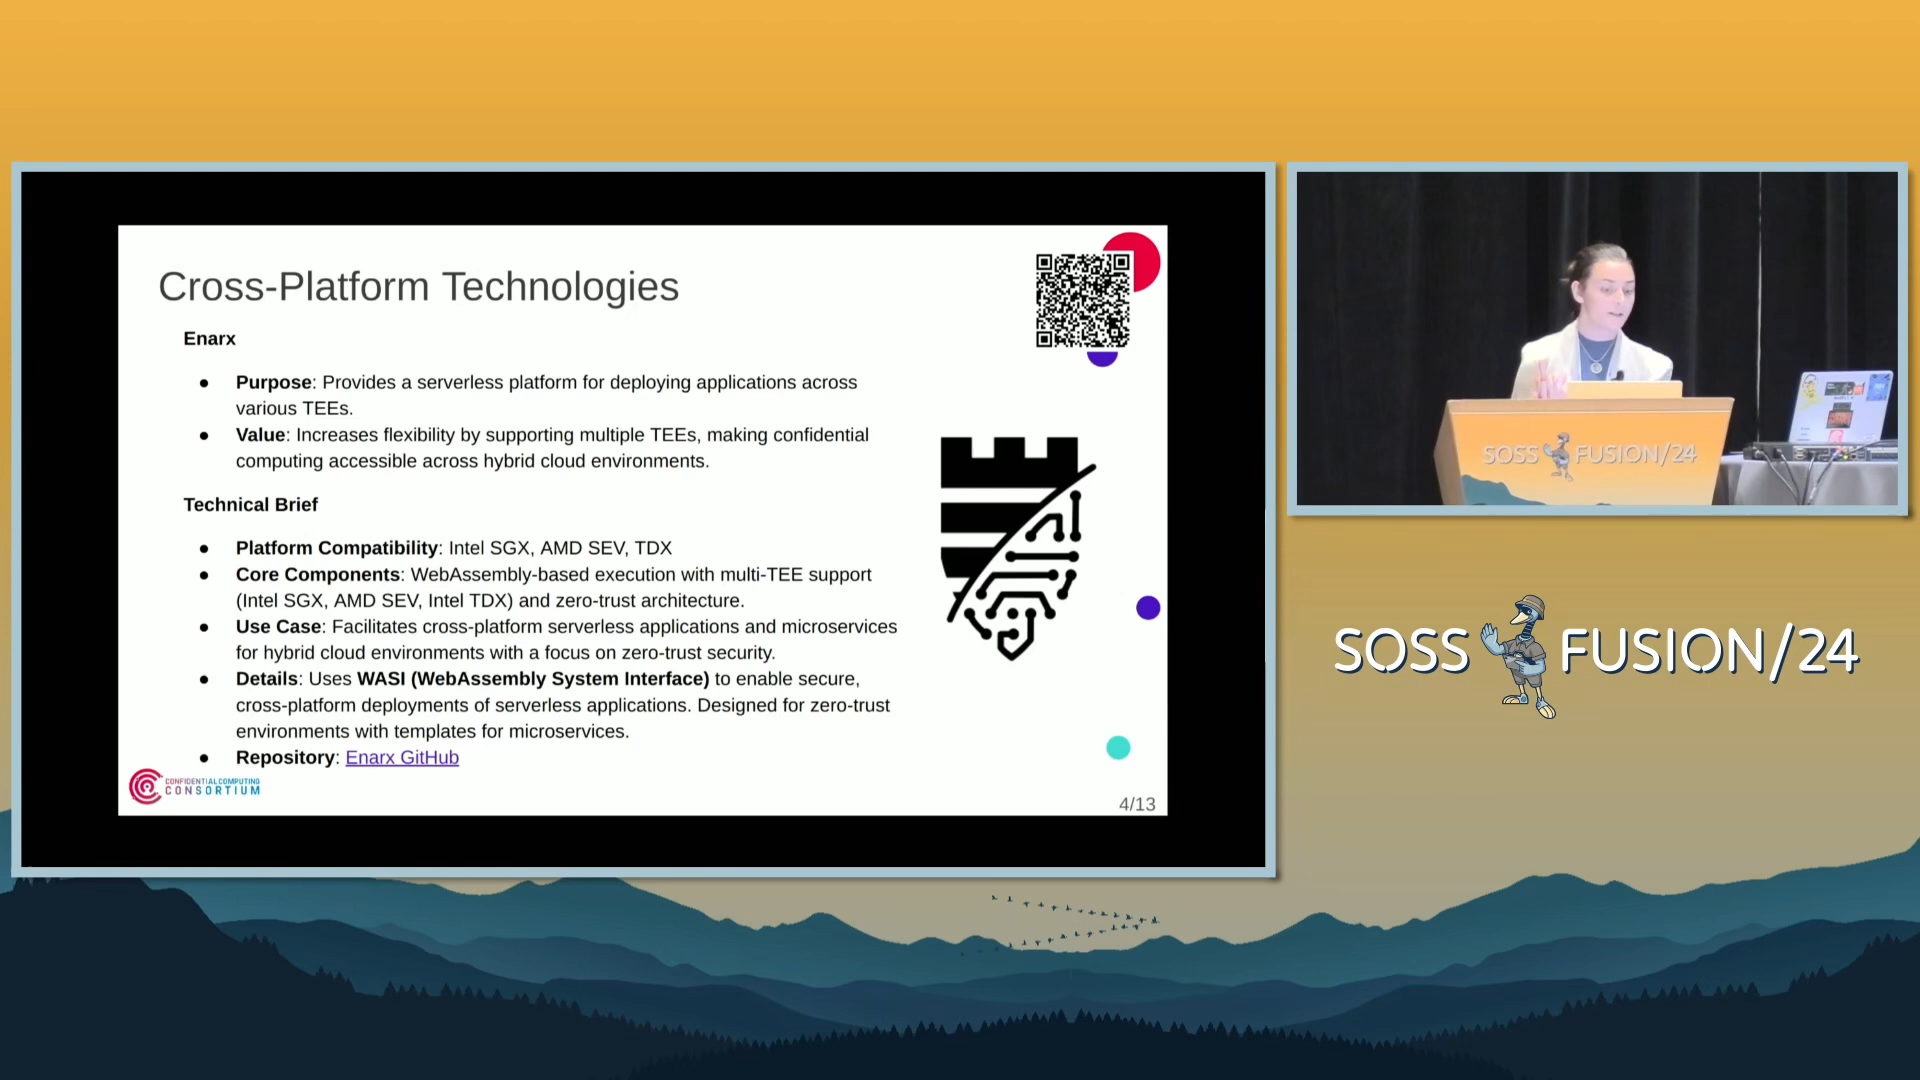 Cross-Platform Technologies
Enarx
● Purpose: Provides a serverless platform for deploying applications across
various TEEs.
● Value: Increases flexibility by supporting multiple TEEs, making confidential
computing accessible across hybrid cloud environments.
Technical Brief
● Platform Compatibility: Intel SGX, AMD SEV, TDX
● Core Components: WebAssembly-based execution with multi-TEE support
(Intel SGX, AMD SEV, Intel TDX) and zero-trust architecture.
● Use Case: Facilitates cross-platform serverless applications and microservices
for hybrid cloud environments with a focus on zero-trust security.
● Details: Uses WASI (WebAssembly System Interface) to enable secure,
cross-platform deployments of serverless applications. Designed for zero-trust
environments with templates for microservices.
● Repository: Enarx GitHub
CONFIDENTIAL COMPUTING
CONSORTIUM
4/13
SOSS FUSION/24
SOSS FUSION/24